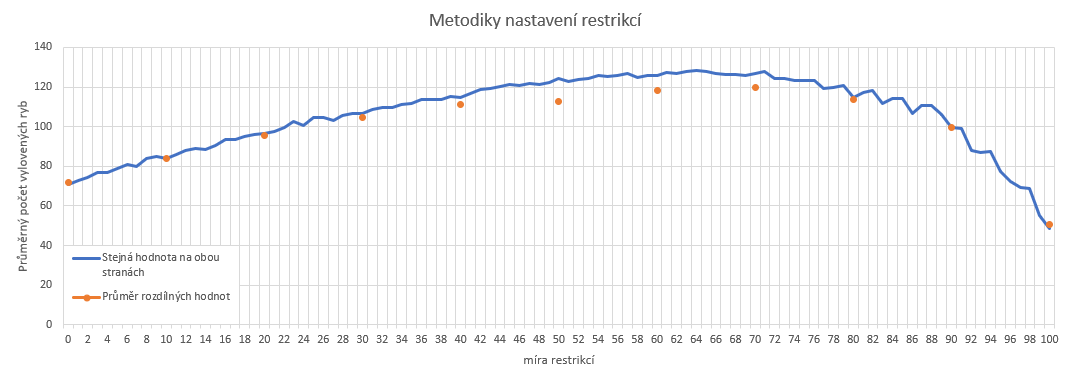 Metodiky nastavení restrikcí
140
120
100
80
60
40
20
0
Průměrný počet vylovených ryb
Stejná hodnota na obou
stranách
Průměr rozdílných hodnot
0 2 4 6 8 10 12 14 16 18 20 22 24 26 28 30 32 34 36 38 40 42 44 46 48 50 52 54 56 58 60 62 64 66 68 70 72 74 76 78 80 82 84 86 88 90 92 94 96 98 100
míra restrikcí